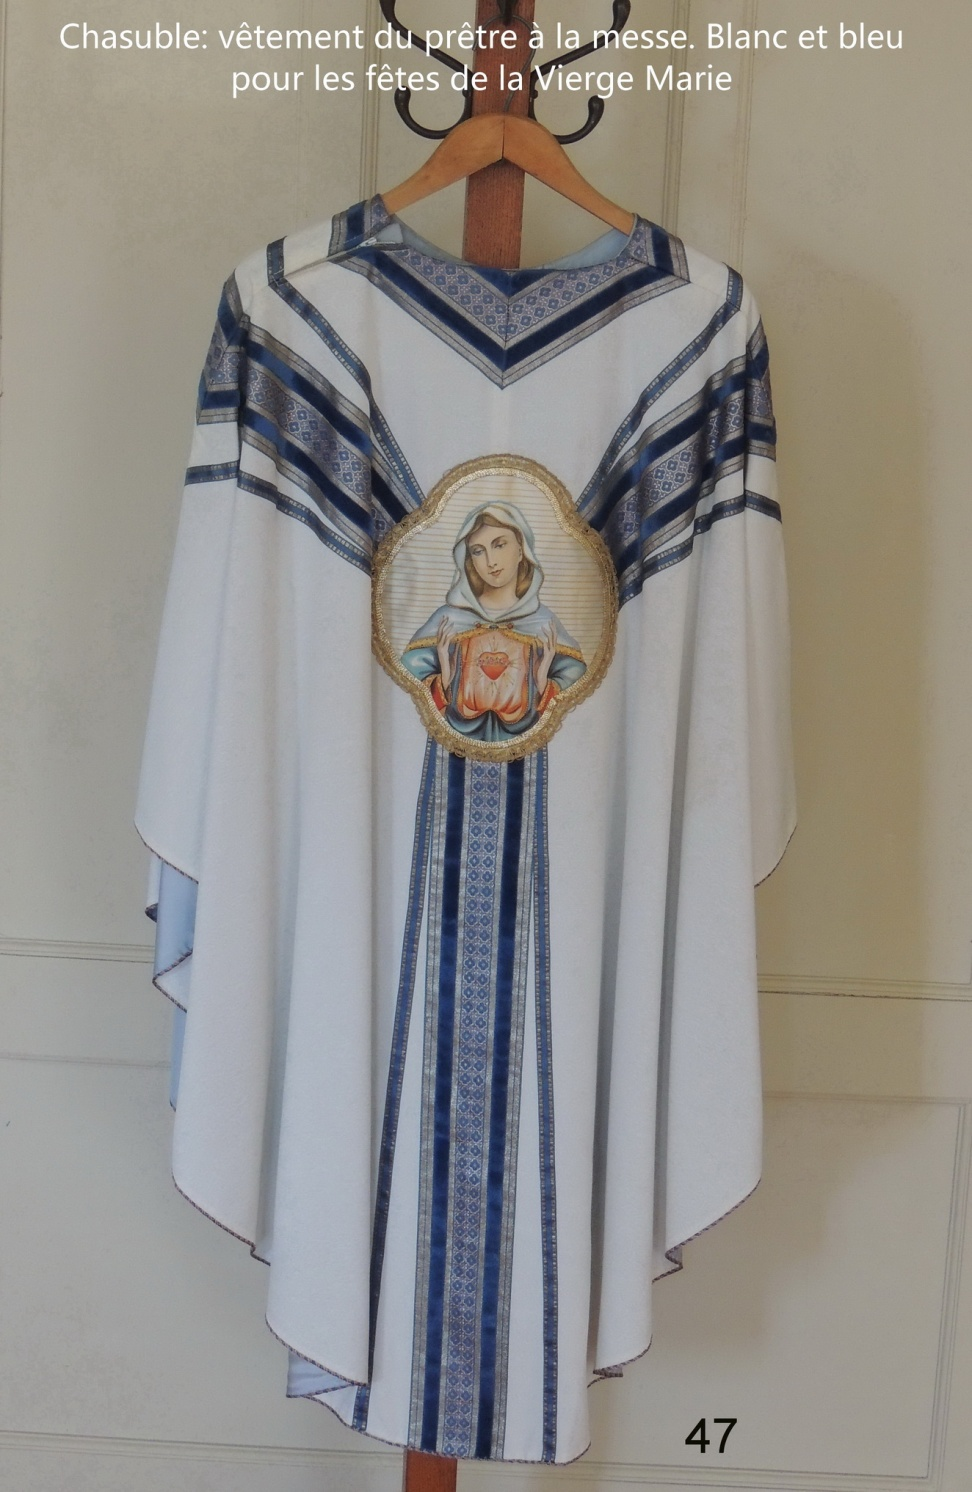 Chasuble: vêtement du prêtre à la messe. Blanc et bleu
pour les fêtes de la Vierge Marie
47